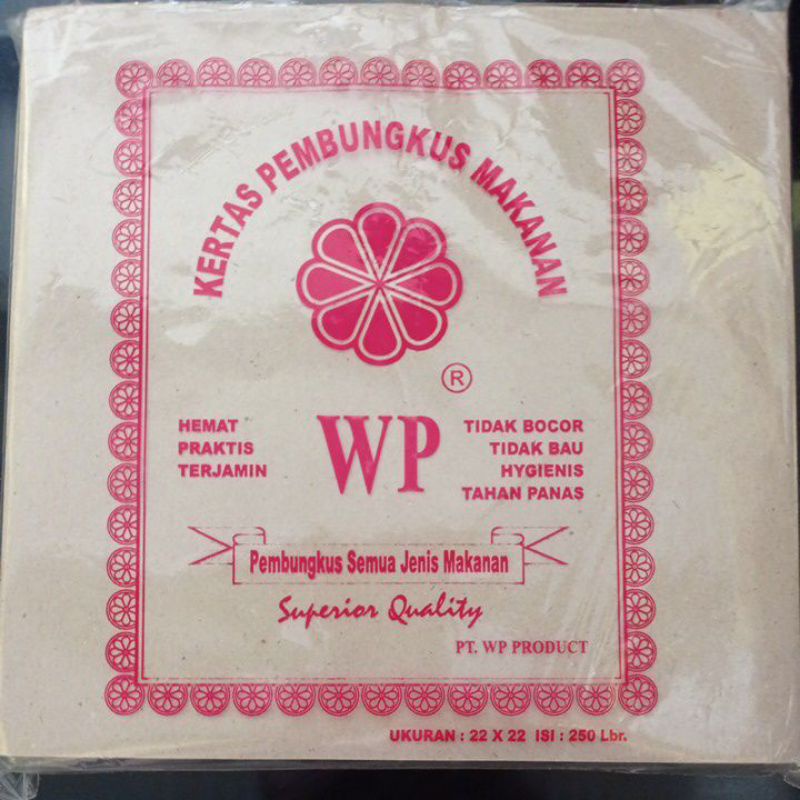 KERTAS PEMBUNGKUS MAKANAN
®
WP
HEMAT
PRAKTIS
TERJAMIN
TIDAK BOCOR
TIDAK BAU
HYGIENIS
TAHAN PANAS
Pembungkus Semua Jenis Makanan
Superior Quality
PT. WP PRODUCT
UKURAN : 22 X 22 ISI : 250 Lbr.